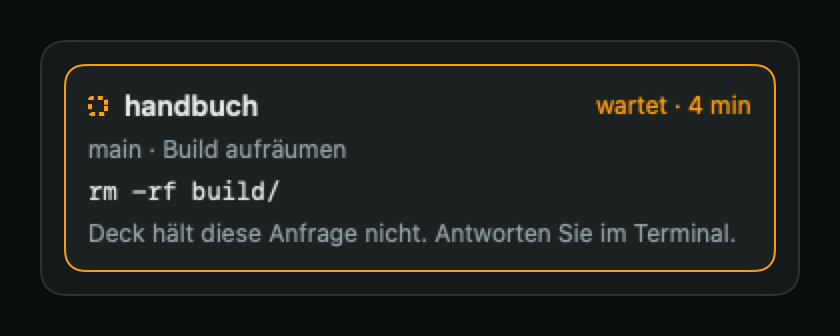 handbuch
wartet · 4 min
main · Build aufräumen
rm -rf build/
Deck hält diese Anfrage nicht. Antworten Sie im Terminal.